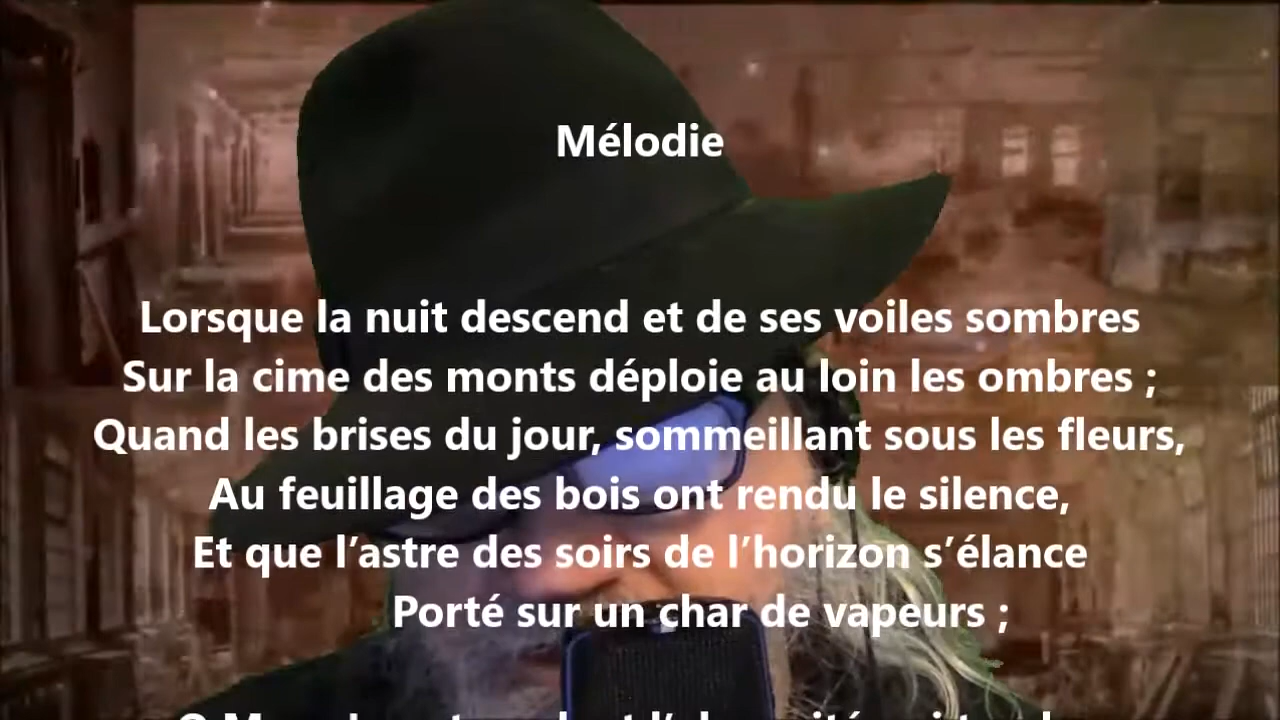 Mélodie
Lorsque la nuit descend et de ses voiles sombres
Sur la cime des monts déploie au loin les ombres ;
Quand les brises du jour, sommeillant sous les fleurs,
Au feuillage des bois ont rendu le silence,
Et que l’astre des soirs de l’horizon s’élance
Porté sur un char de vapeurs ;